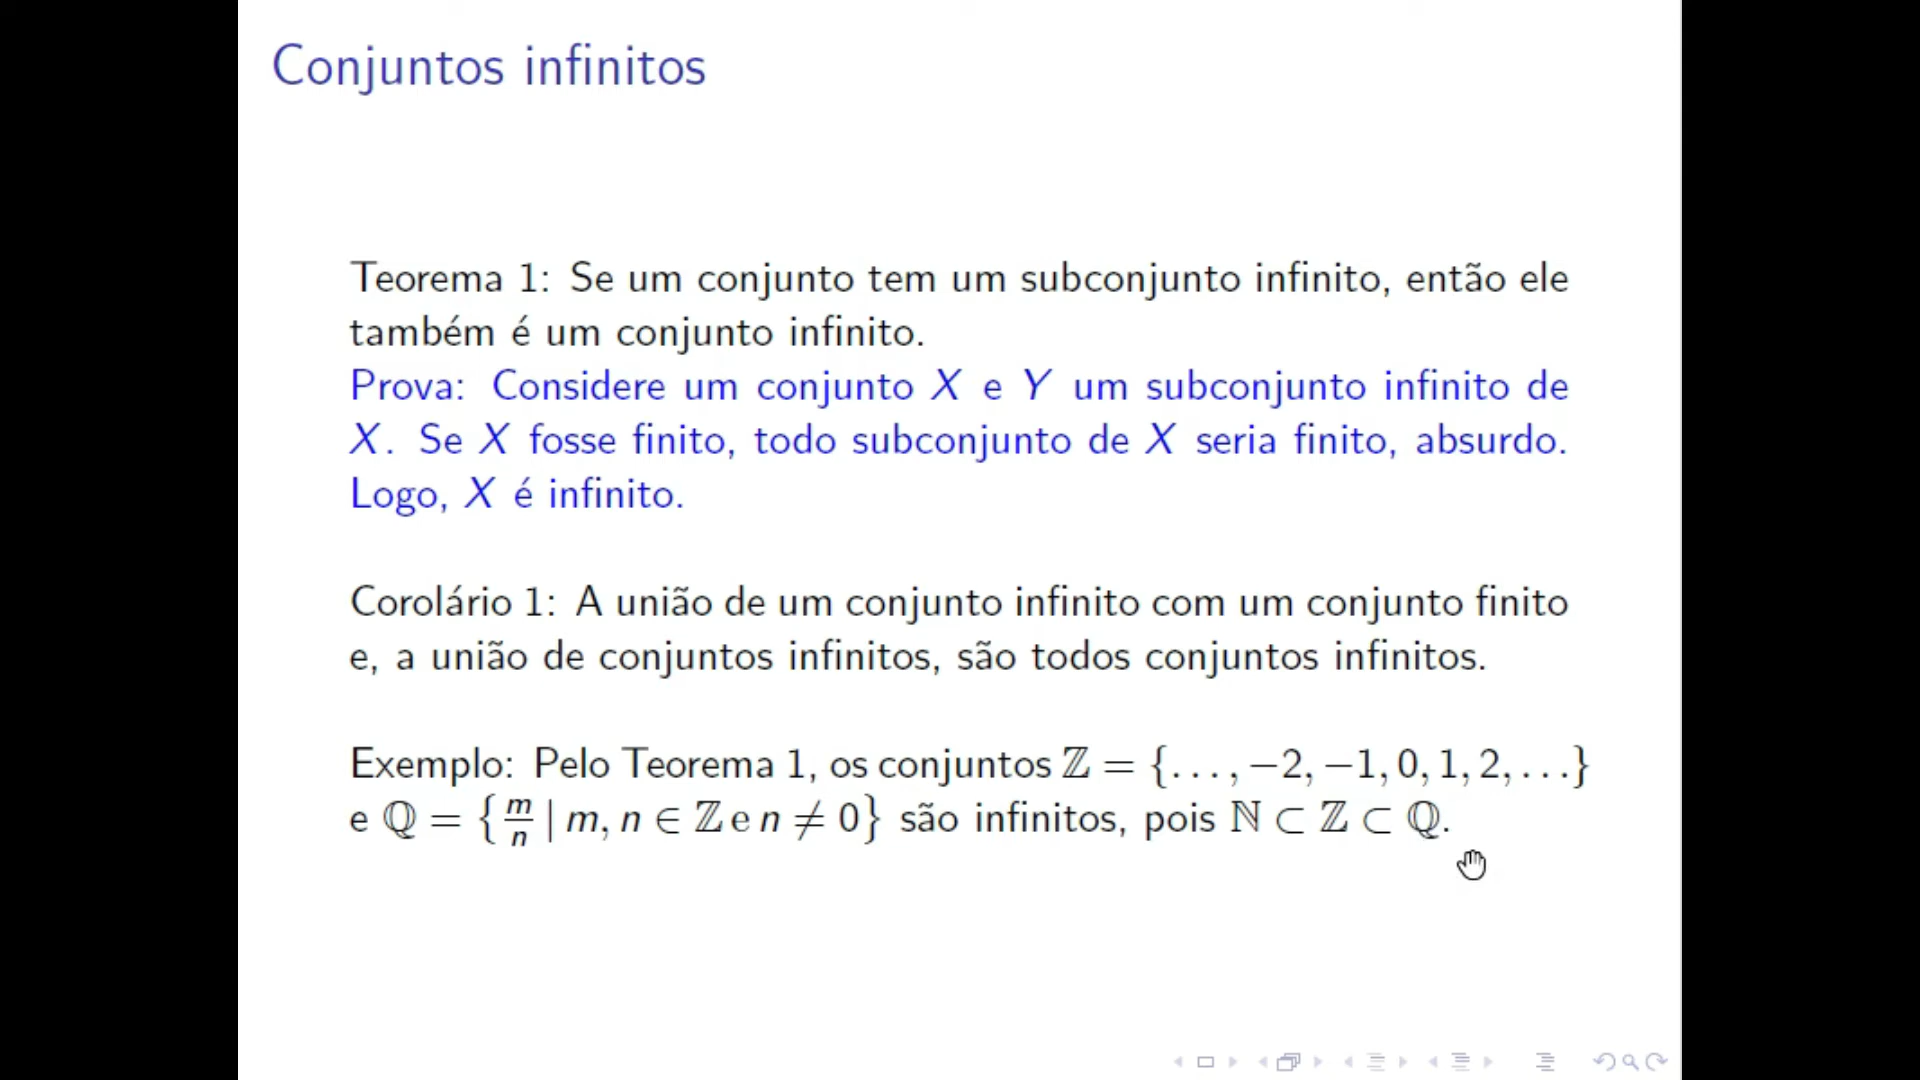 Conjuntos infinitos
Teorema 1: Se um conjunto tem um subconjunto infinito, então ele
também é um conjunto infinito.
Prova: Considere um conjunto X e Y um subconjunto infinito de
X. Se X fosse finito, todo subconjunto de X seria finito, absurdo.
Logo, X é infinito.
Corolário 1: A união de um conjunto infinito com um conjunto finito
e, a união de conjuntos infinitos, são todos conjuntos infinitos.
Exemplo: Pelo Teorema 1, os conjuntos ℤ = {..., −2, −1, 0, 1, 2, ...}
e ℚ = {m/n | m, n ∈ ℤ e n ≠ 0} são infinitos, pois ℕ ⊂ ℤ ⊂ ℚ.